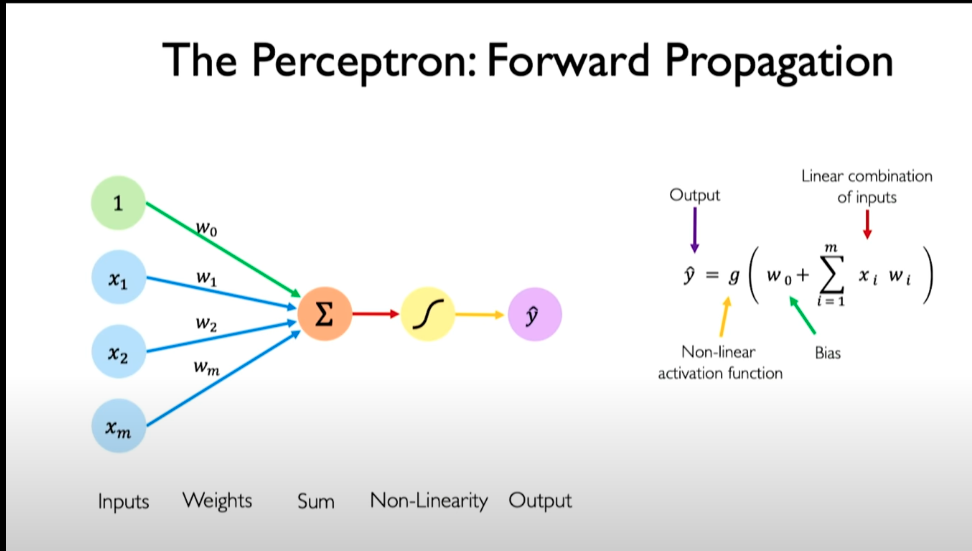 The Perceptron: Forward Propagation
1
x₁
x₂
xₘ
w₀
w₁
w₂
wₘ
Σ
∫
ŷ
Inputs
Weights
Sum
Non-Linearity
Output
Output
Linear combination
of inputs
ŷ = g ( w₀ + ∑ᵢ₌₁ᵐ xᵢ wᵢ )
Non-linear
activation function
Bias